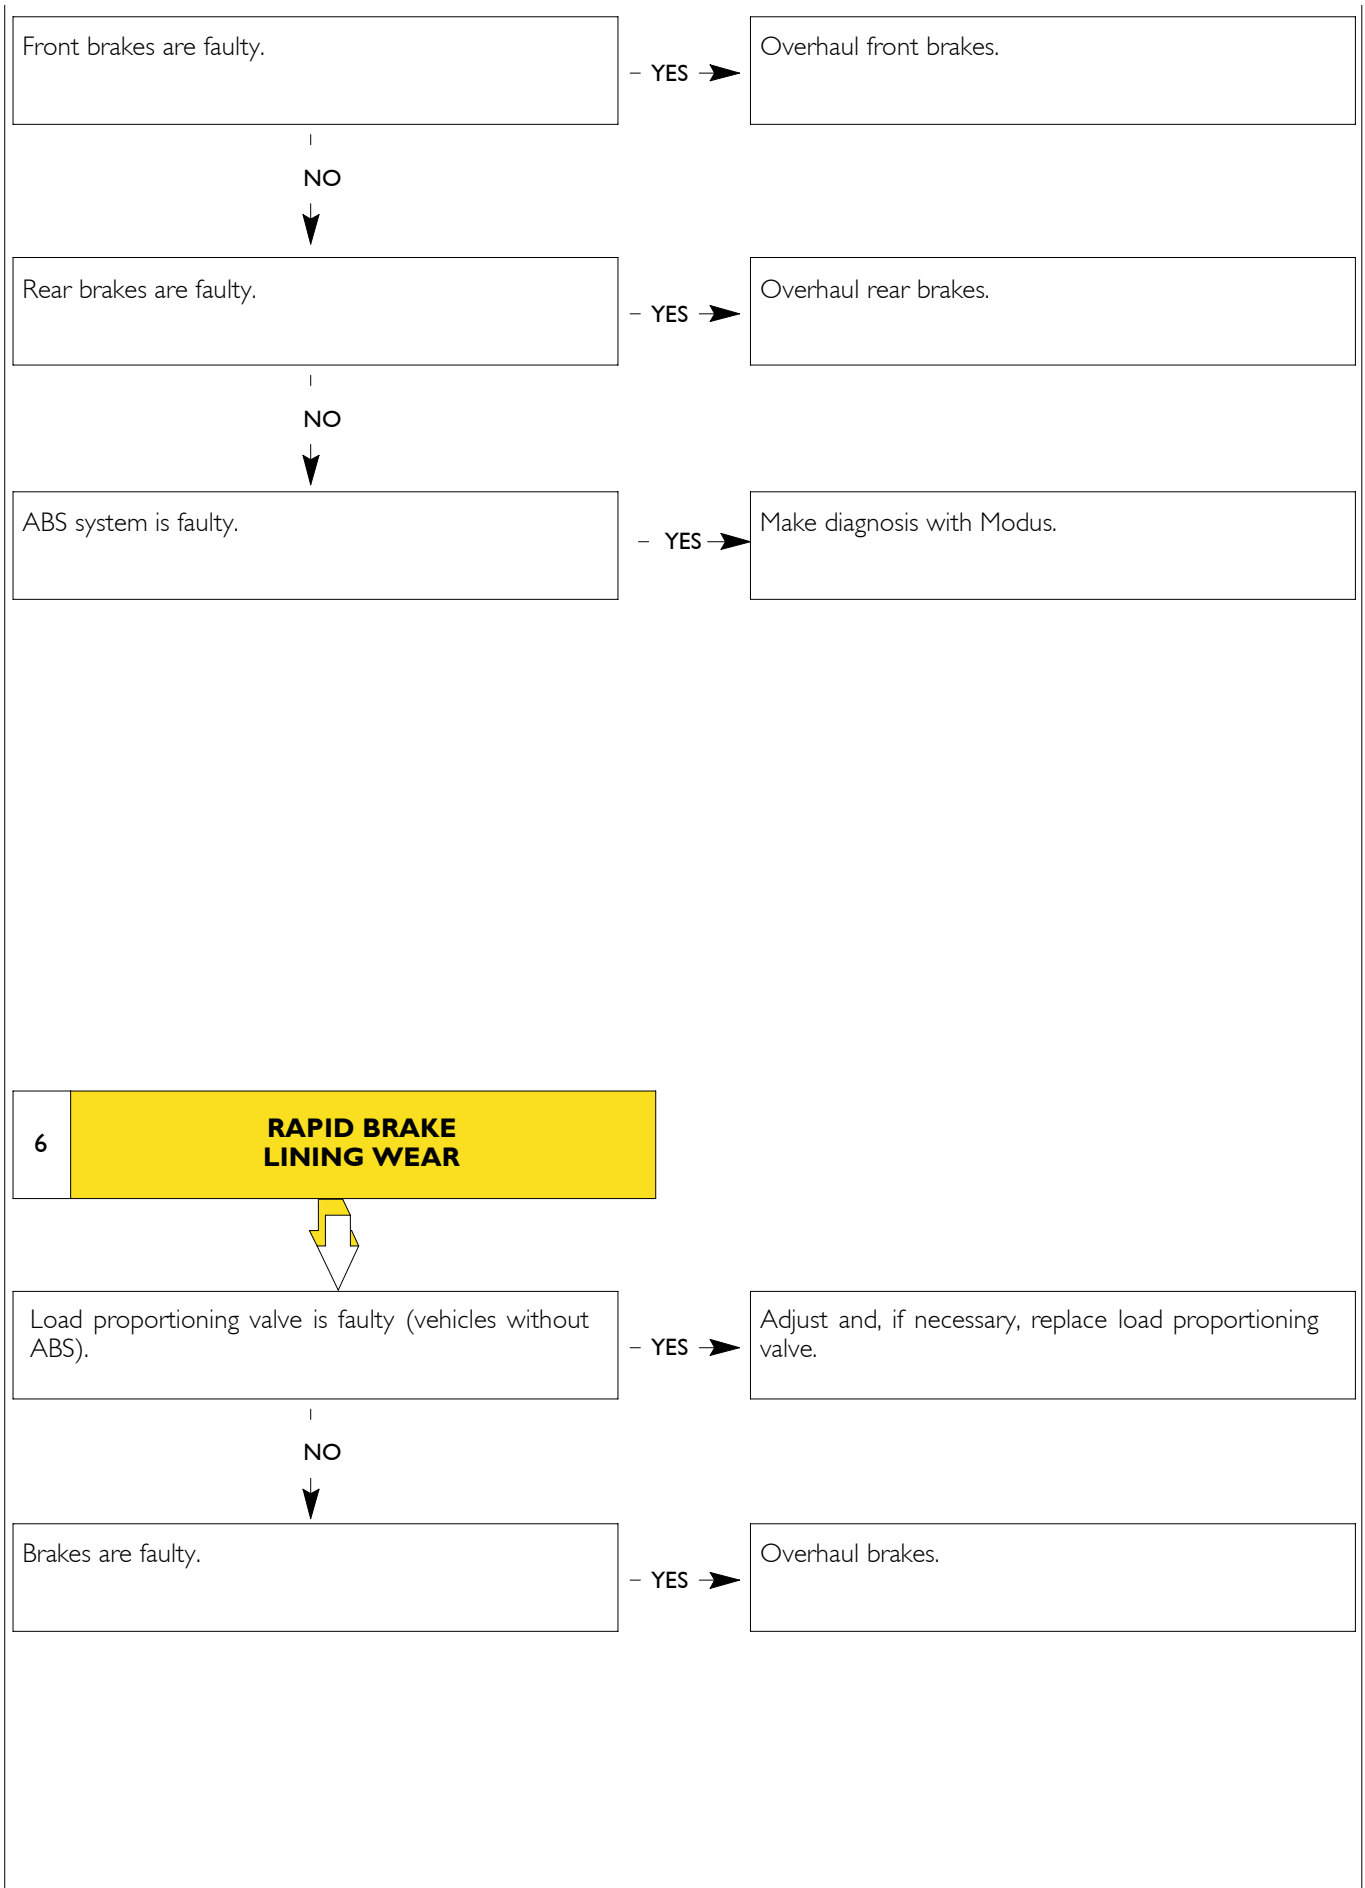 Front brakes are faulty.
– YES
Overhaul front brakes.
NO
Rear brakes are faulty.
– YES
Overhaul rear brakes.
NO
ABS system is faulty.
– YES
Make diagnosis with Modus.
6
RAPID BRAKE
LINING WEAR
Load proportioning valve is faulty (vehicles without
ABS).
– YES
Adjust and, if necessary, replace load proportioning
valve.
NO
Brakes are faulty.
– YES
Overhaul brakes.